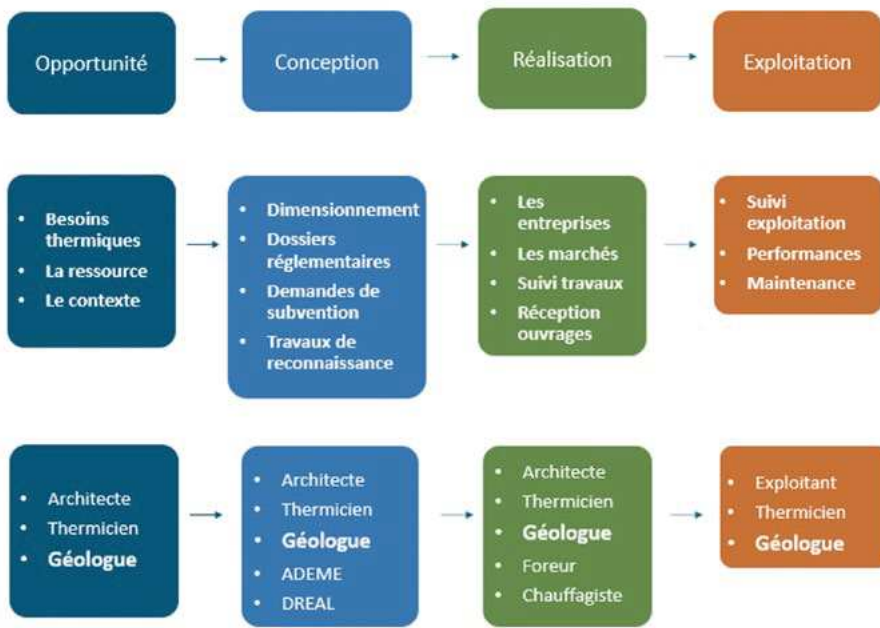 Opportunité
Conception
Réalisation
Exploitation
• Besoins
thermiques
• La ressource
• Le contexte
• Dimensionnement
• Dossiers
réglementaires
• Demandes de
subvention
• Travaux de
reconnaissance
• Les
entreprises
• Les marchés
• Suivi travaux
• Réception
ouvrages
• Suivi
exploitation
• Performances
• Maintenance
• Architecte
• Thermicien
• Géologue
• Architecte
• Thermicien
• Géologue
• ADEME
• DREAL
• Architecte
• Thermicien
• Géologue
• Foreur
• Chauffagiste
• Exploitant
• Thermicien
• Géologue